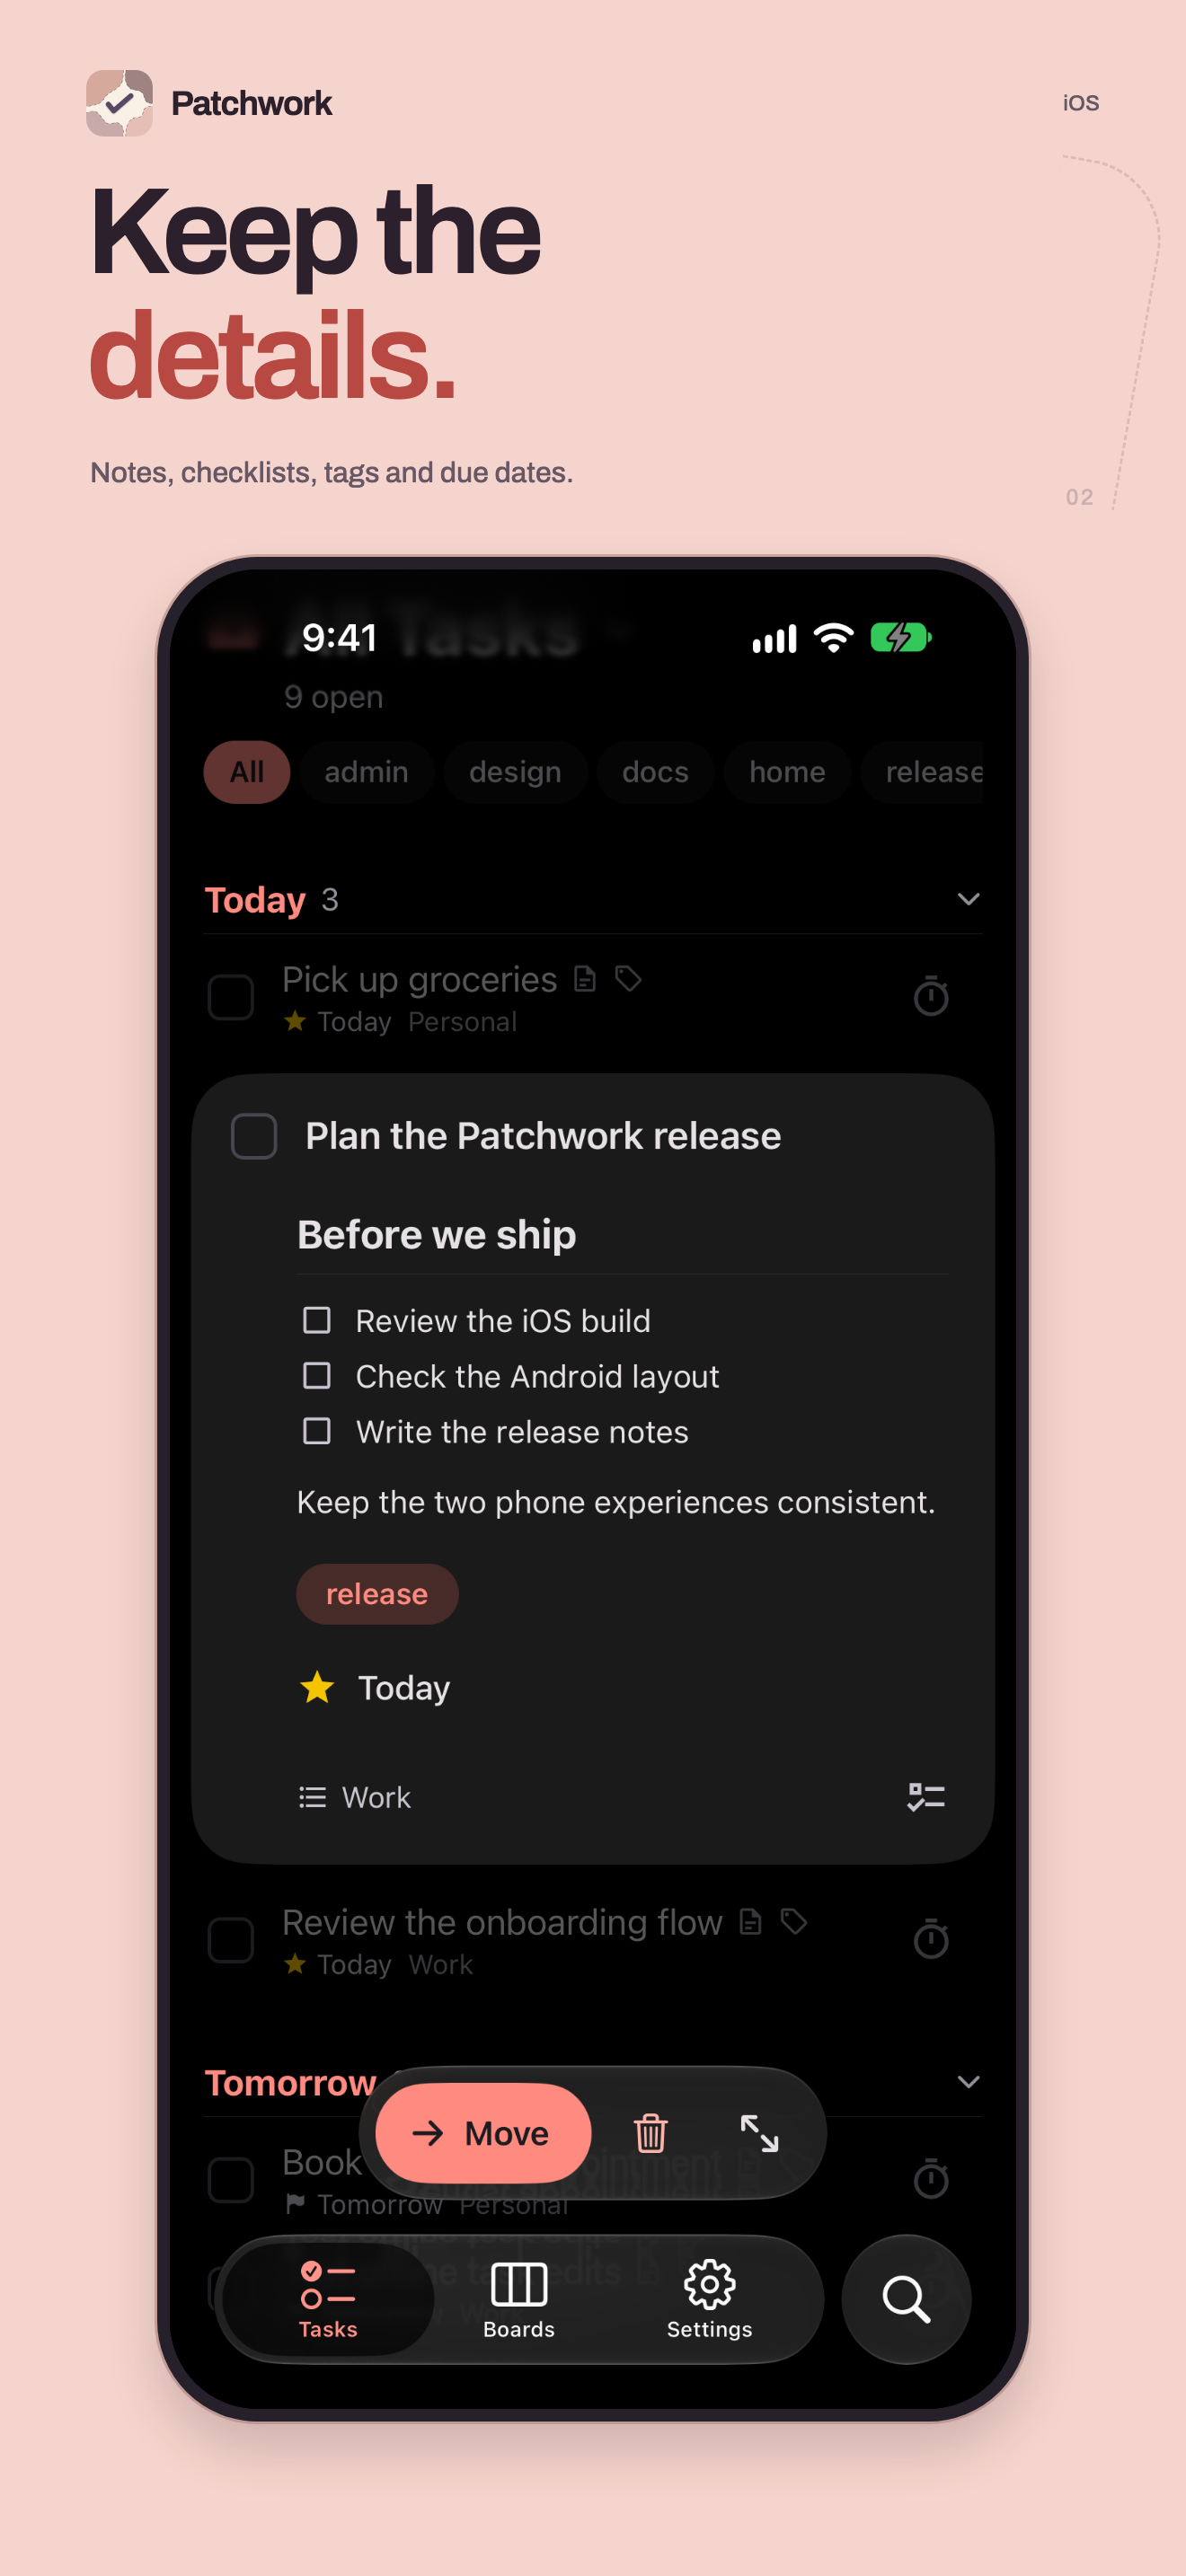 Patchwork
iOS
Keep the
details.
Notes, checklists, tags and due dates.
02
9:41
All Tasks
9 open
All admin design docs home release
Today 3
Pick up groceries
Today Personal
Plan the Patchwork release
Before we ship
Review the iOS build
Check the Android layout
Write the release notes
Keep the two phone experiences consistent.
release
Today
Work
Review the onboarding flow
Today Work
Tomorrow
Move
Book
Tomorrow Personal
Tasks
Boards
Settings